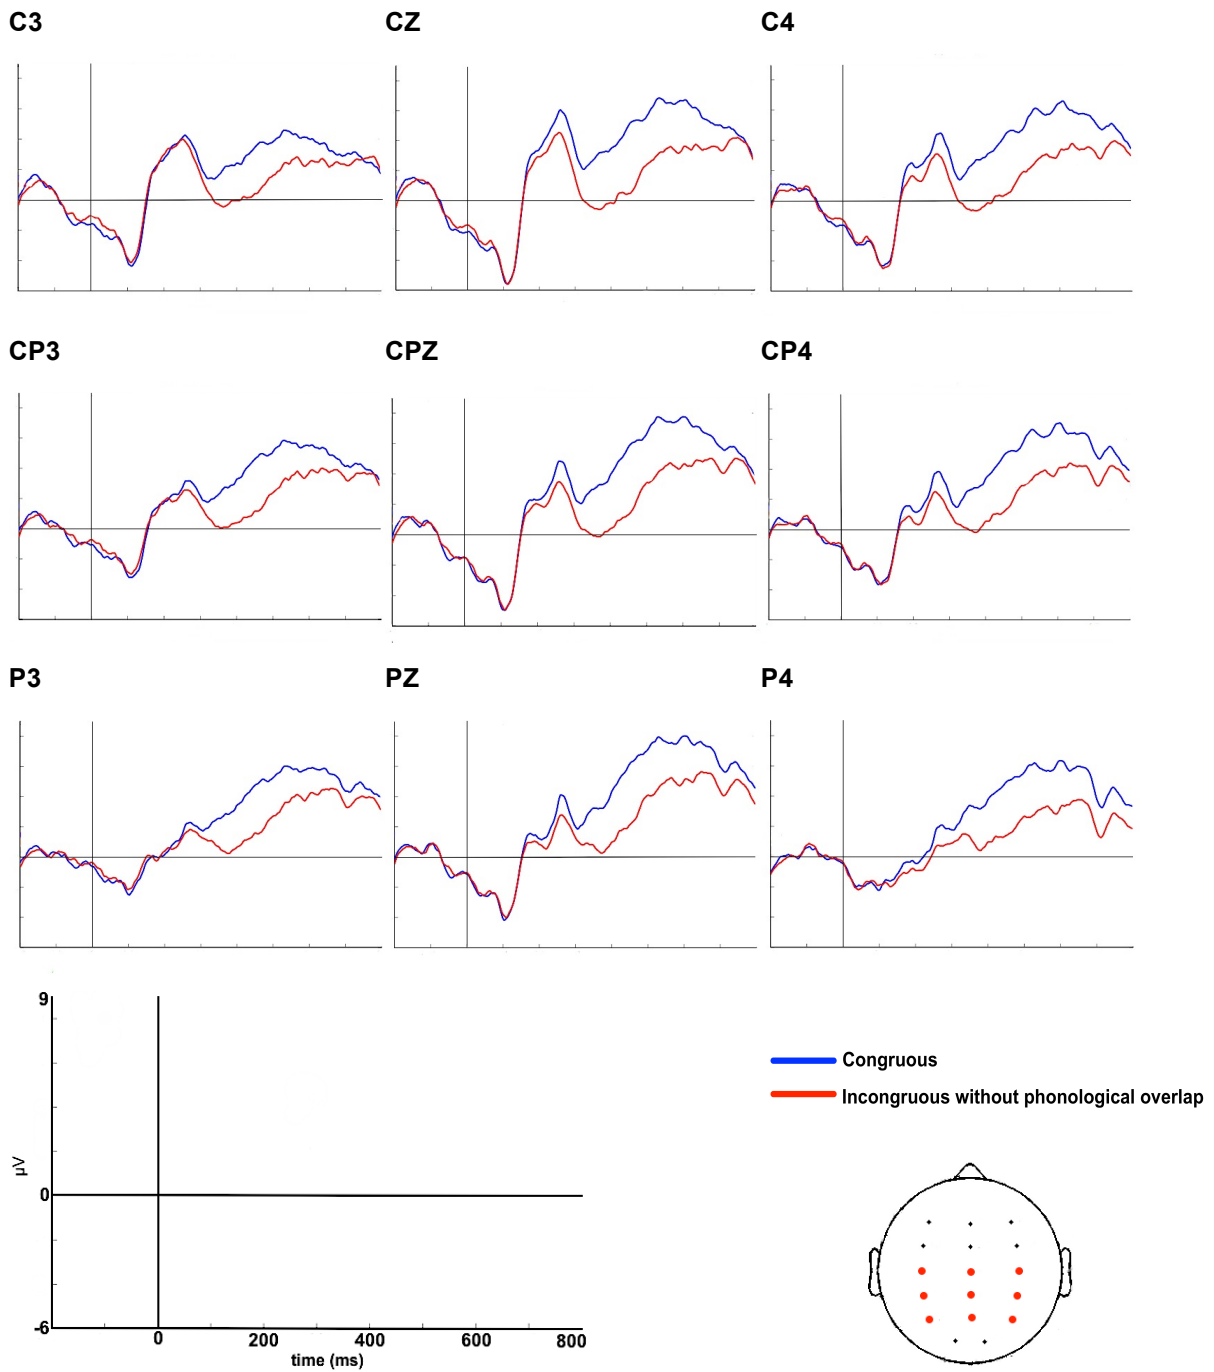 C3 CZ C4
CP3 CPZ CP4
P3 PZ P4
9
µV
0
-6
0 200 400 600 800
time (ms)
Congruous
Incongruous without phonological overlap